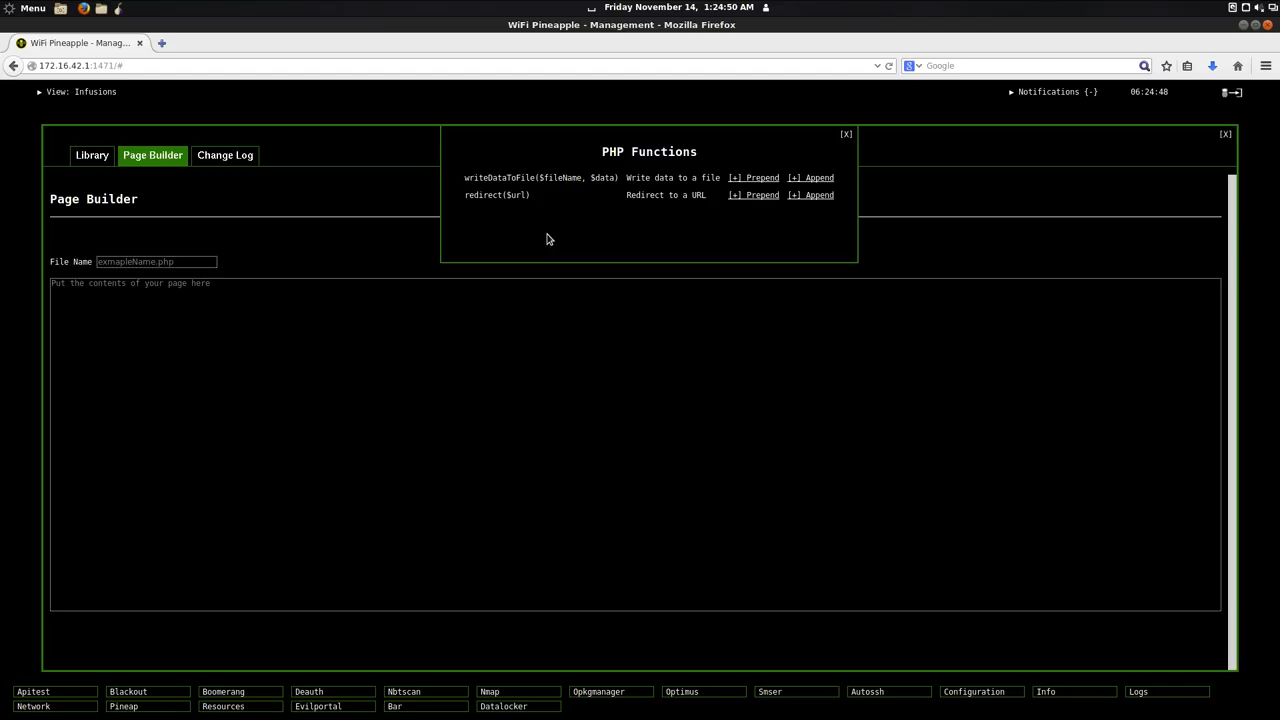 Menu
Friday November 14, 1:24:50 AM
WiFi Pineapple - Management - Mozilla Firefox
WiFi Pineapple - Manag... ×
172.16.42.1:1471/#
Google
▶ View: Infusions
▶ Notifications {-}
06:24:48
Library
Page Builder
Change Log
[X]
[X]
PHP Functions
writeDataToFile($fileName, $data) Write data to a file [+] Prepend [+] Append
redirect($url) Redirect to a URL [+] Prepend [+] Append
Page Builder
File Name exmapleName.php
Put the contents of your page here
Apitest Blackout Boomerang Deauth Nbtscan Nmap Opkgmanager Optimus Smser Autossh Configuration Info Logs
Network Pineap Resources Evilportal Bar Datalocker